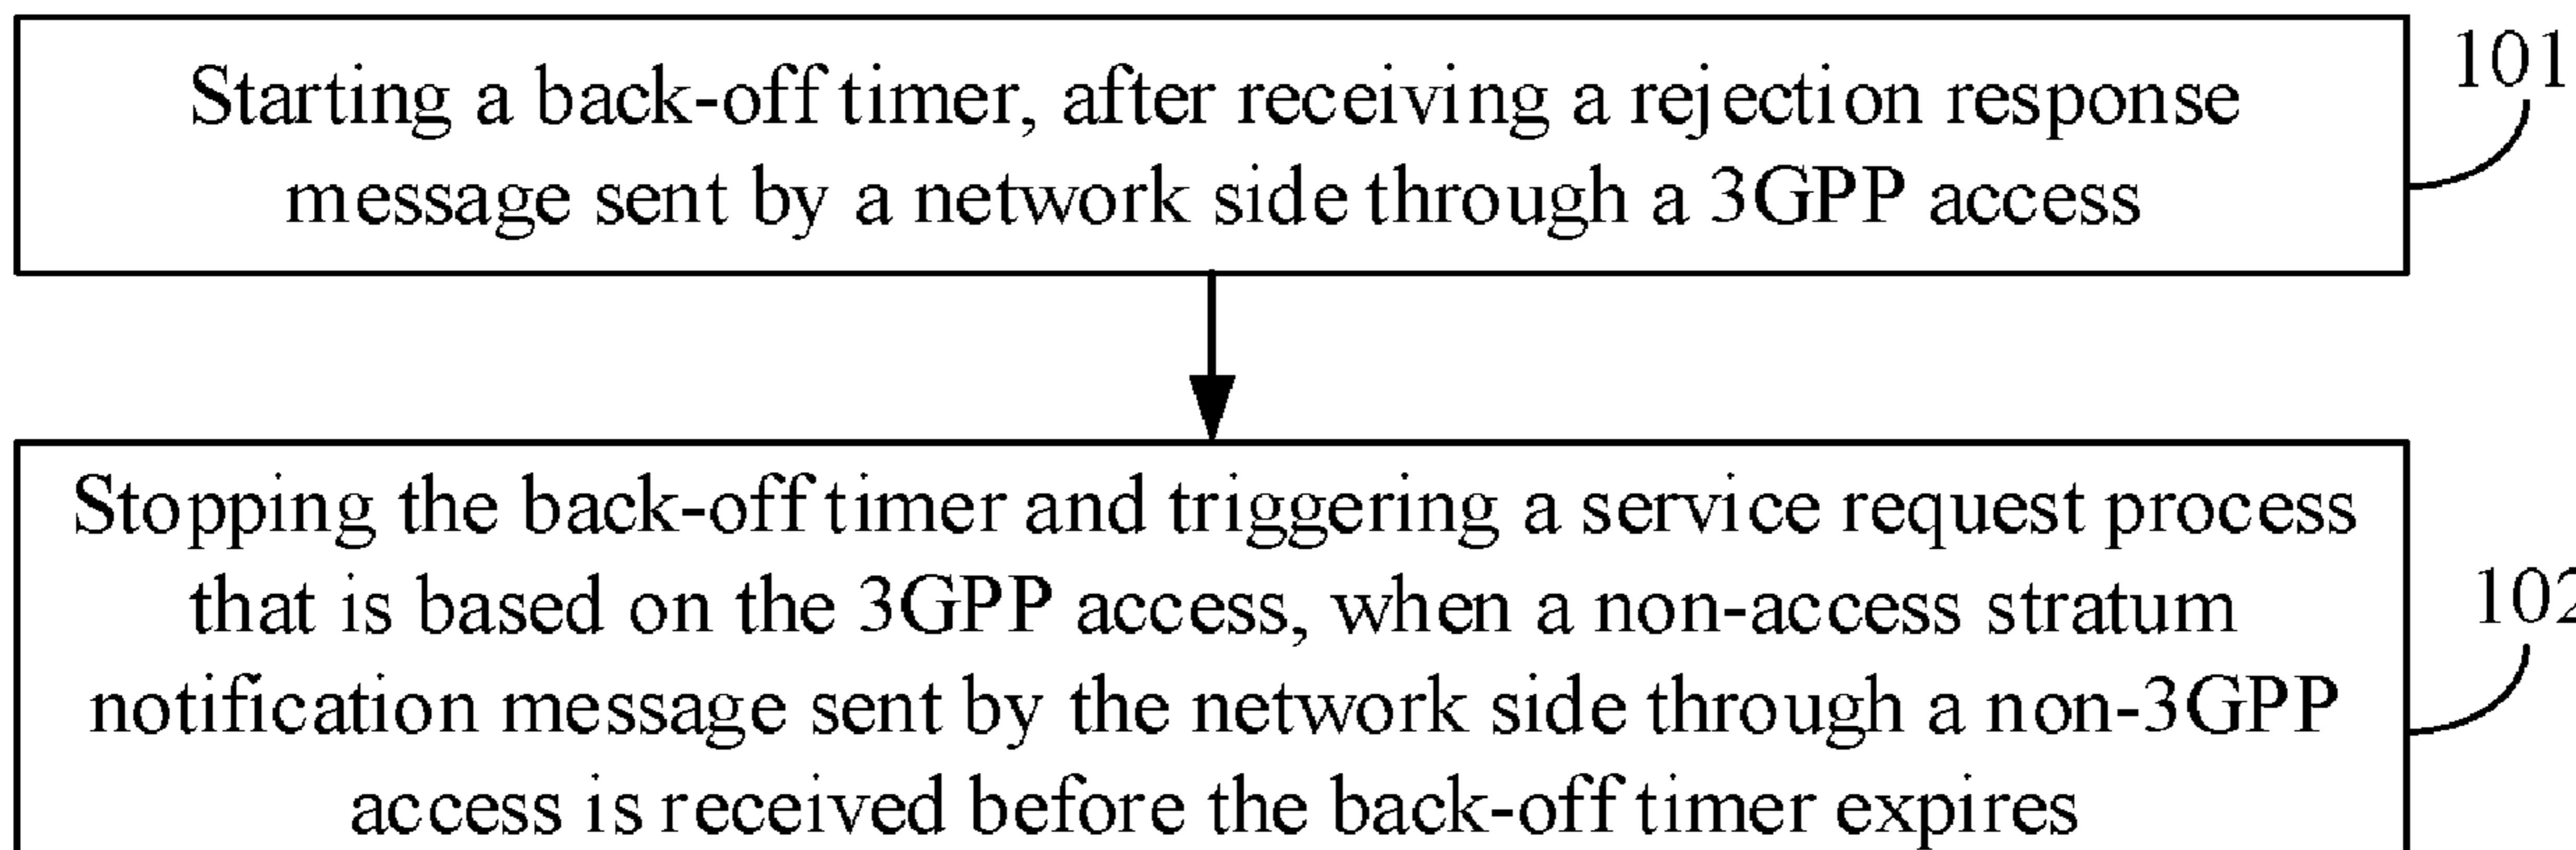 Starting a back-off timer, after receiving a rejection response
message sent by a network side through a 3GPP access
101
Stopping the back-off timer and triggering a service request process
that is based on the 3GPP access, when a non-access stratum
notification message sent by the network side through a non-3GPP
access is received before the back-off timer expires
102